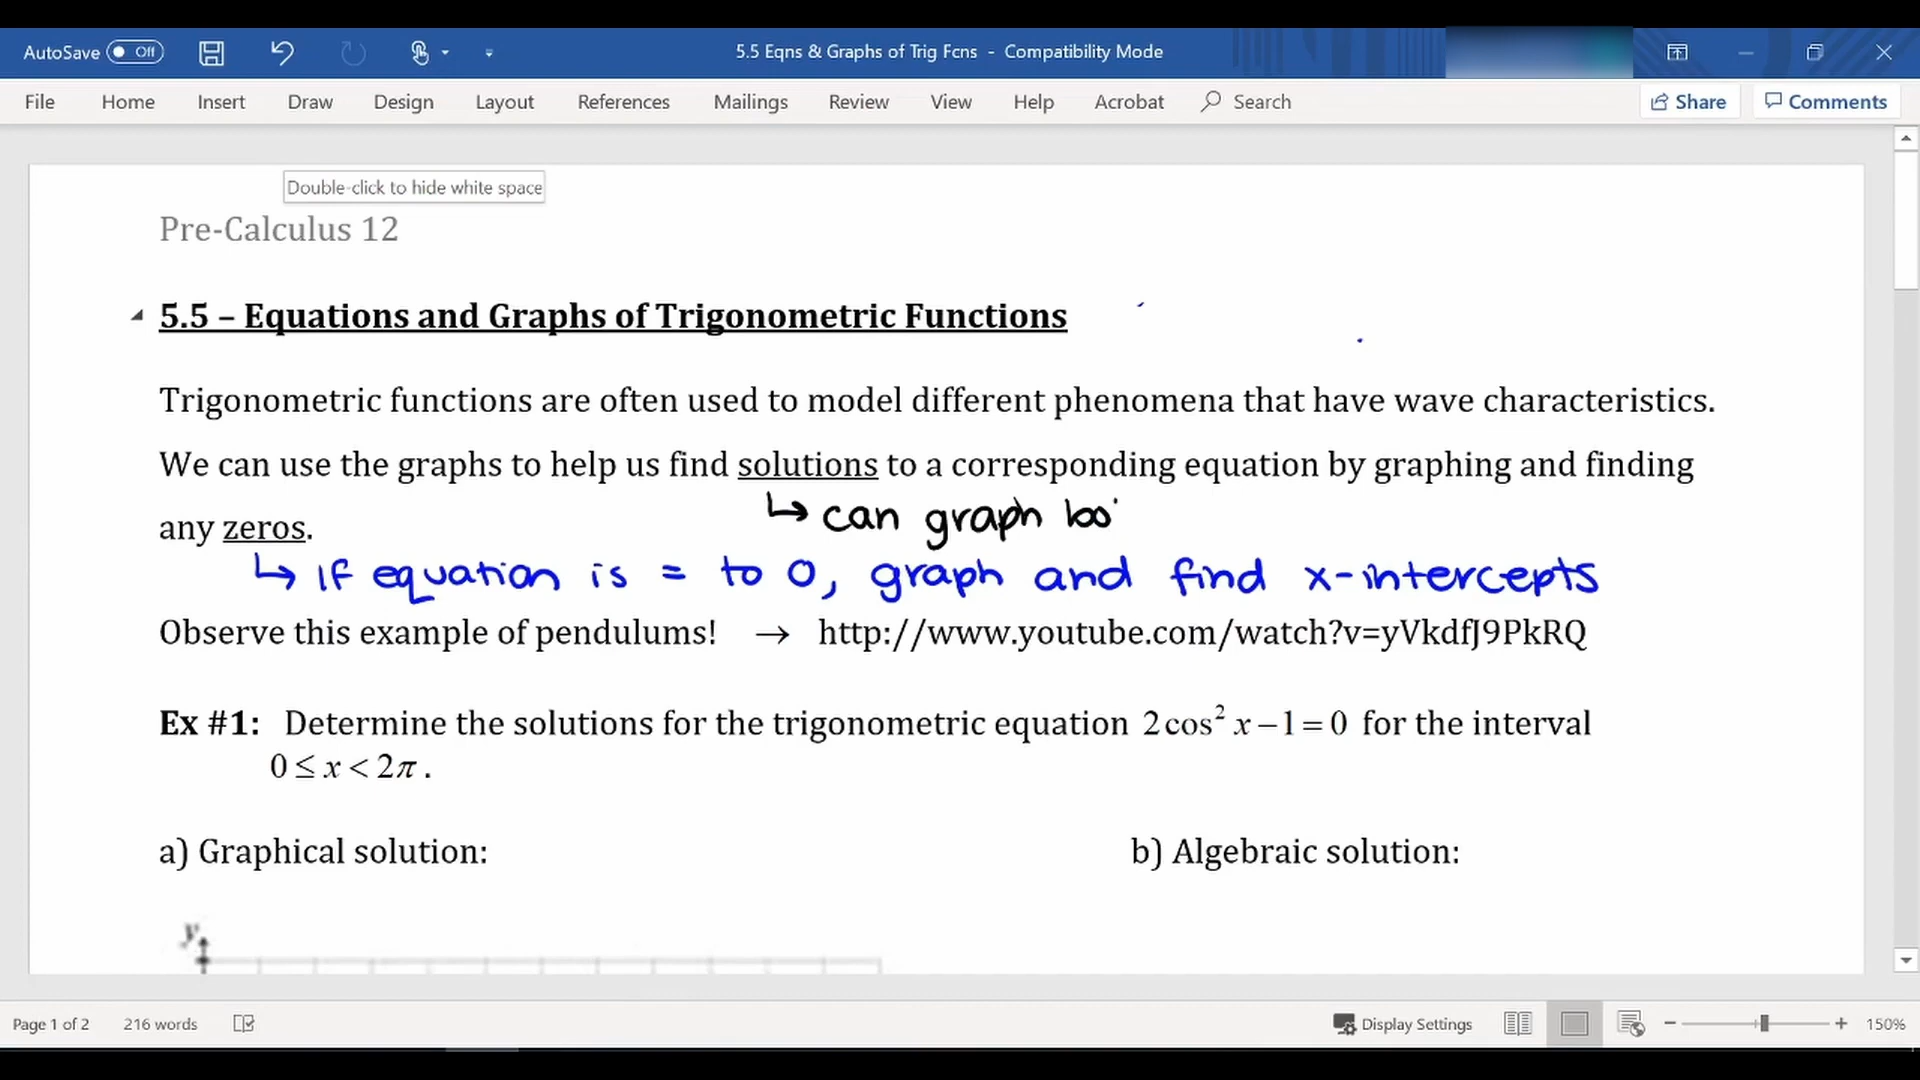 AutoSave Off 5.5 Eqns & Graphs of Trig Fcns - Compatibility Mode
File Home Insert Draw Design Layout References Mailings Review View Help Acrobat Search Share Comments
Double-click to hide white space
Pre-Calculus 12
5.5 – Equations and Graphs of Trigonometric Functions
Trigonometric functions are often used to model different phenomena that have wave characteristics.
We can use the graphs to help us find solutions to a corresponding equation by graphing and finding
↳ can graph
any zeros.
↳ if equation is = to 0, graph and find x-intercepts
Observe this example of pendulums! → http://www.youtube.com/watch?v=yVkdfJ9PkRQ
Ex #1: Determine the solutions for the trigonometric equation 2cos² x – 1 = 0 for the interval
0 ≤ x < 2π.
a) Graphical solution: b) Algebraic solution:
y
Page 1 of 2 216 words Display Settings 150%